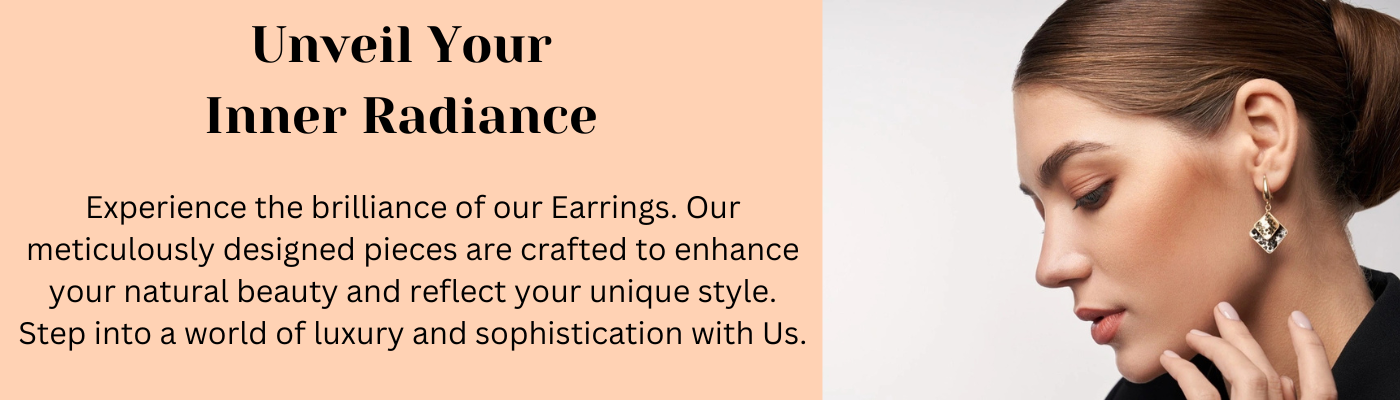 Unveil Your
Inner Radiance
Experience the brilliance of our Earrings. Our
meticulously designed pieces are crafted to enhance
your natural beauty and reflect your unique style.
Step into a world of luxury and sophistication with Us.